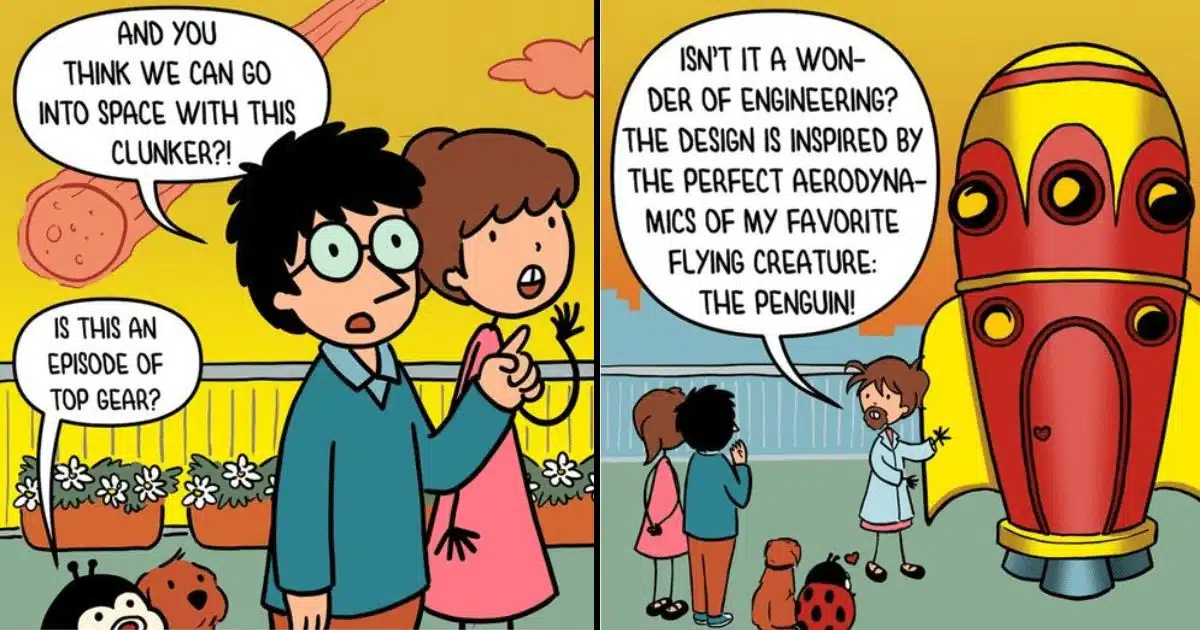 AND YOU
THINK WE CAN GO
INTO SPACE WITH THIS
CLUNKER?!
IS THIS AN
EPISODE OF
TOP GEAR?
ISN'T IT A WON-
DER OF ENGINEERING?
THE DESIGN IS INSPIRED BY
THE PERFECT AERODYNA-
MICS OF MY FAVORITE
FLYING CREATURE:
THE PENGUIN!